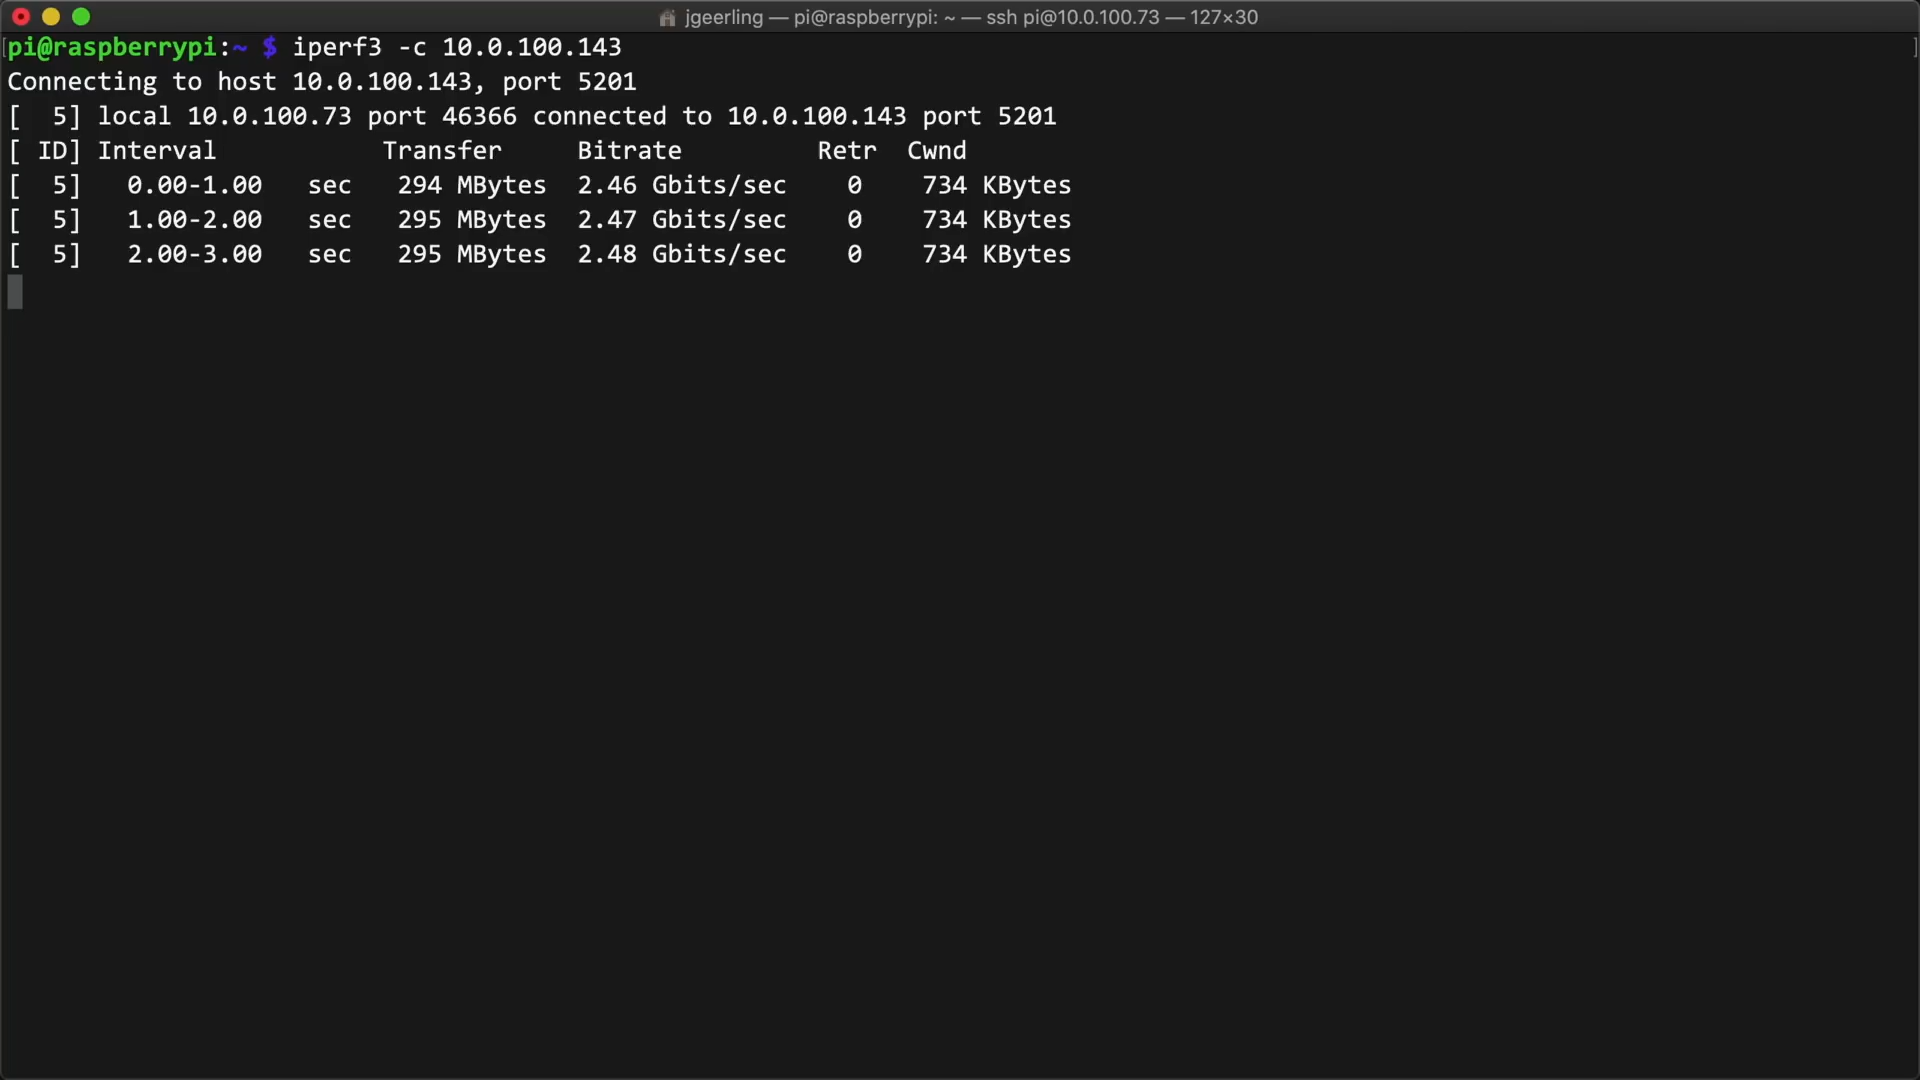 jgeerling — pi@raspberrypi: ~ — ssh pi@10.0.100.73 — 127×30
pi@raspberrypi:~ $ iperf3 -c 10.0.100.143
Connecting to host 10.0.100.143, port 5201
[  5] local 10.0.100.73 port 46366 connected to 10.0.100.143 port 5201
[ ID] Interval           Transfer     Bitrate         Retr  Cwnd
[  5]   0.00-1.00   sec   294 MBytes  2.46 Gbits/sec    0    734 KBytes
[  5]   1.00-2.00   sec   295 MBytes  2.47 Gbits/sec    0    734 KBytes
[  5]   2.00-3.00   sec   295 MBytes  2.48 Gbits/sec    0    734 KBytes